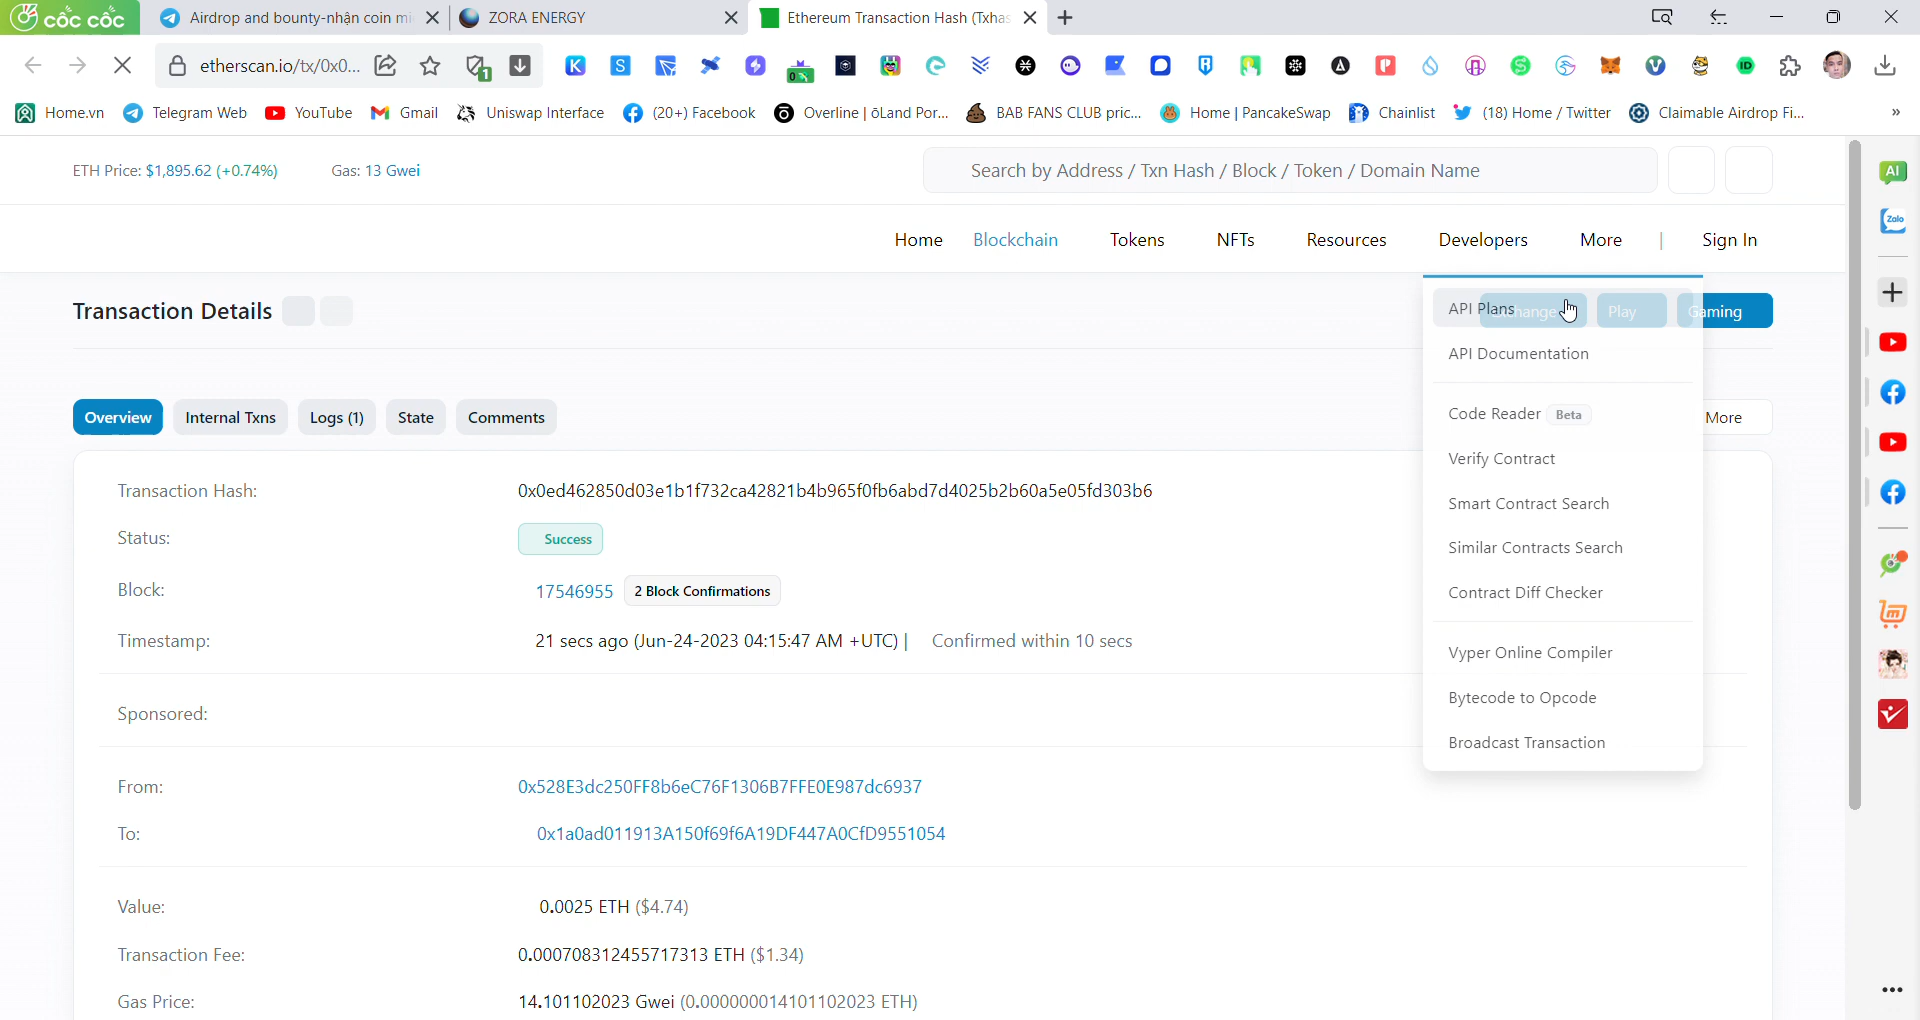 cốc cốc
Airdrop and bounty-nhận coin mi
ZORA ENERGY
Ethereum Transaction Hash (Txhas
etherscan.io/tx/0x0...
1
K
S
0
P
S
ID
Home.vn
Telegram Web
YouTube
Gmail
Uniswap Interface
(20+) Facebook
Overline | ōLand Por...
BAB FANS CLUB pric...
Home | PancakeSwap
Chainlist
(18) Home / Twitter
Claimable Airdrop Fi...
»
ETH Price: $1,895.62 (+0.74%)
Gas: 13 Gwei
Search by Address / Txn Hash / Block / Token / Domain Name
AI
Zalo
Home
Blockchain
Tokens
NFTs
Resources
Developers
More
|
Sign In
Transaction Details
API Plans
Play
Gaming
API Documentation
Overview
Internal Txns
Logs (1)
State
Comments
Code Reader Beta
More
Verify Contract
Transaction Hash:
0x0ed462850d03e1b1f732ca42821b4b965f0fb6abd7d4025b2b60a5e05fd303b6
Smart Contract Search
Status:
Success
Similar Contracts Search
Block:
17546955
2 Block Confirmations
Contract Diff Checker
Timestamp:
21 secs ago (Jun-24-2023 04:15:47 AM +UTC) |
Confirmed within 10 secs
Vyper Online Compiler
Bytecode to Opcode
Sponsored:
Broadcast Transaction
From:
0x528E3dc250FF8b6eC76F1306B7FFE0E987dc6937
To:
0x1a0ad011913A150f69f6A19DF447A0CfD9551054
Value:
0.0025 ETH ($4.74)
Transaction Fee:
0.000708312455717313 ETH ($1.34)
Gas Price:
14.101102023 Gwei (0.000000014101102023 ETH)